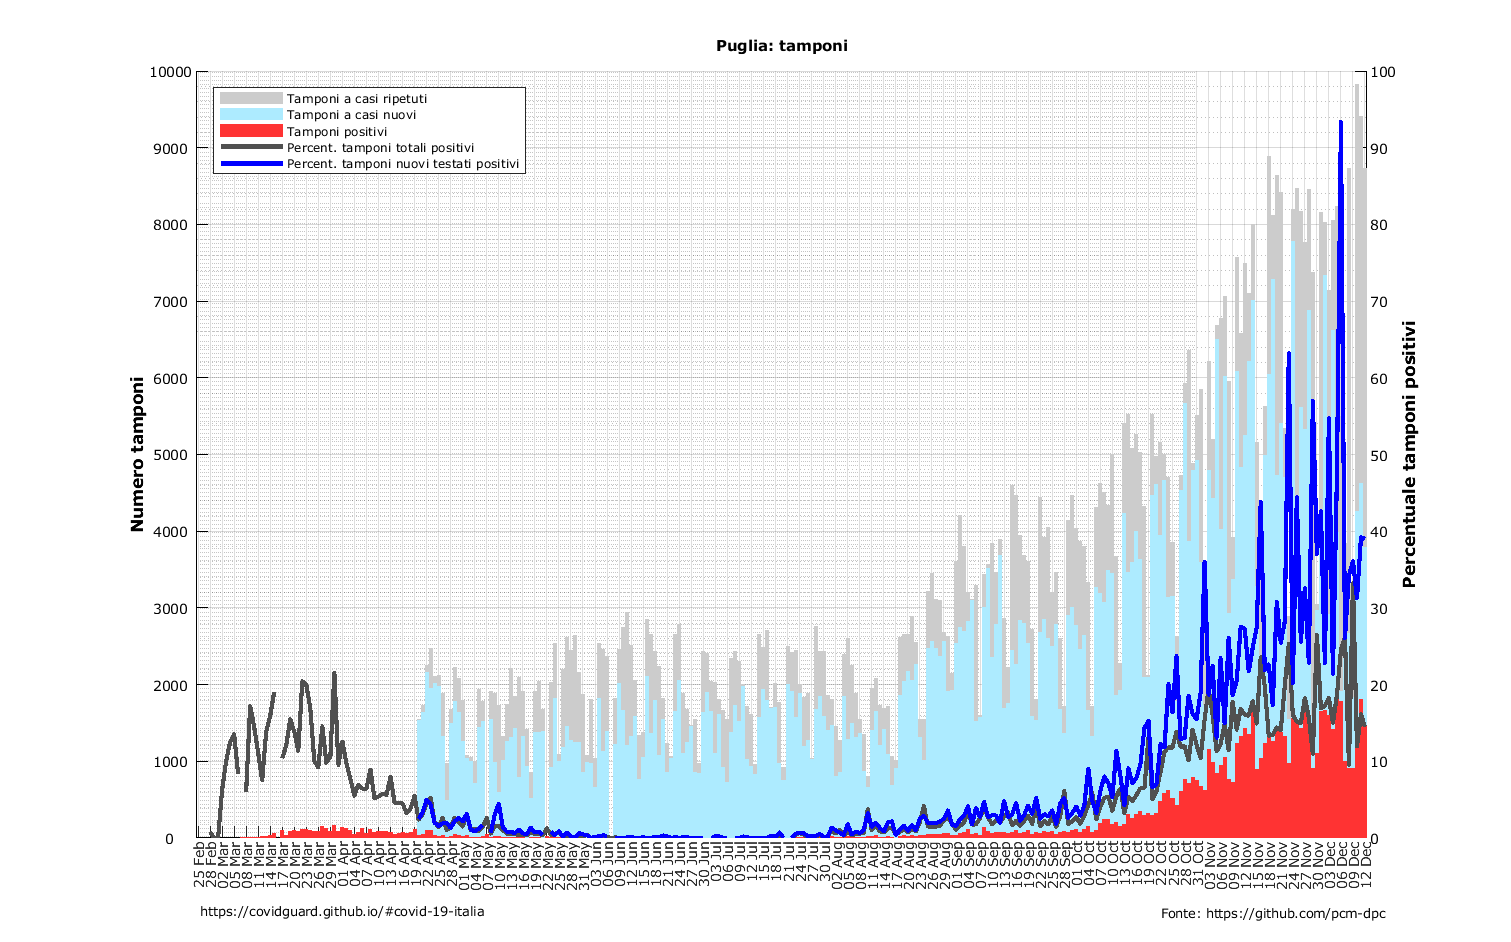 Puglia: tamponi
Tamponi a casi ripetuti
Tamponi a casi nuovi
Tamponi positivi
Percent. tamponi totali positivi
Percent. tamponi nuovi testati positivi
Numero tamponi
10000
9000
8000
7000
6000
5000
4000
3000
2000
1000
0
Percentuale tamponi positivi
100
90
80
70
60
50
40
30
20
10
0
25 Feb
28 Feb
02 Mar
05 Mar
08 Mar
11 Mar
14 Mar
17 Mar
20 Mar
23 Mar
26 Mar
29 Mar
01 Apr
04 Apr
07 Apr
10 Apr
13 Apr
16 Apr
19 Apr
22 Apr
25 Apr
28 Apr
01 May
04 May
07 May
10 May
13 May
16 May
19 May
22 May
25 May
28 May
31 May
03 Jun
06 Jun
09 Jun
12 Jun
15 Jun
18 Jun
21 Jun
24 Jun
27 Jun
30 Jun
03 Jul
06 Jul
09 Jul
12 Jul
15 Jul
18 Jul
21 Jul
24 Jul
27 Jul
30 Jul
02 Aug
05 Aug
08 Aug
11 Aug
14 Aug
17 Aug
20 Aug
23 Aug
26 Aug
29 Aug
01 Sep
04 Sep
07 Sep
10 Sep
13 Sep
16 Sep
19 Sep
22 Sep
25 Sep
28 Sep
01 Oct
04 Oct
07 Oct
10 Oct
13 Oct
16 Oct
19 Oct
22 Oct
25 Oct
28 Oct
31 Oct
03 Nov
06 Nov
09 Nov
12 Nov
15 Nov
18 Nov
21 Nov
24 Nov
27 Nov
30 Nov
03 Dec
06 Dec
09 Dec
12 Dec
https://covidguard.github.io/#covid-19-italia
Fonte: https://github.com/pcm-dpc